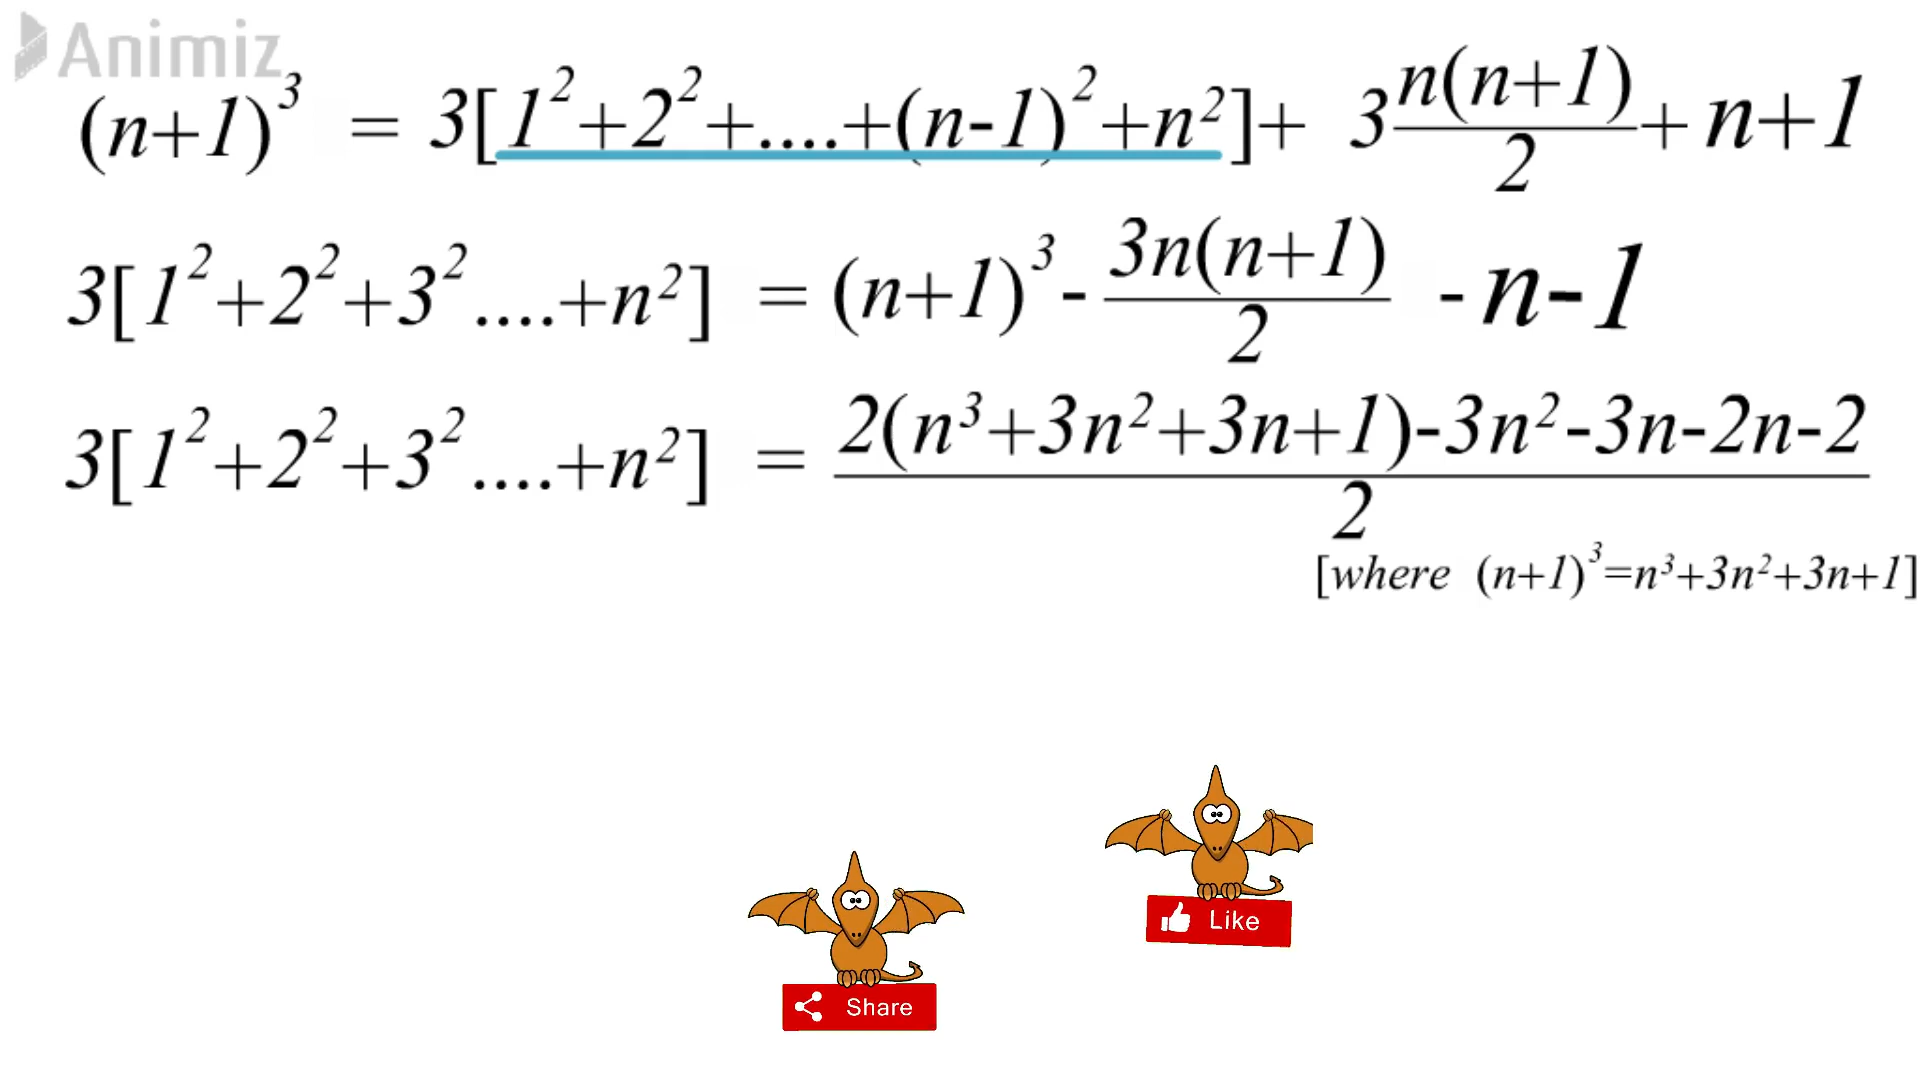 Animiz
(n+1)³ = 3[1²+2²+....+(n-1)²+n²]+ 3n(n+1)/2+n+1
3[1²+2²+3²....+n²] = (n+1)³-3n(n+1)/2 -n-1
3[1²+2²+3²....+n²] = 2(n³+3n²+3n+1)-3n²-3n-2n-2/2
[where (n+1)³=n³+3n²+3n+1]
Like
Share